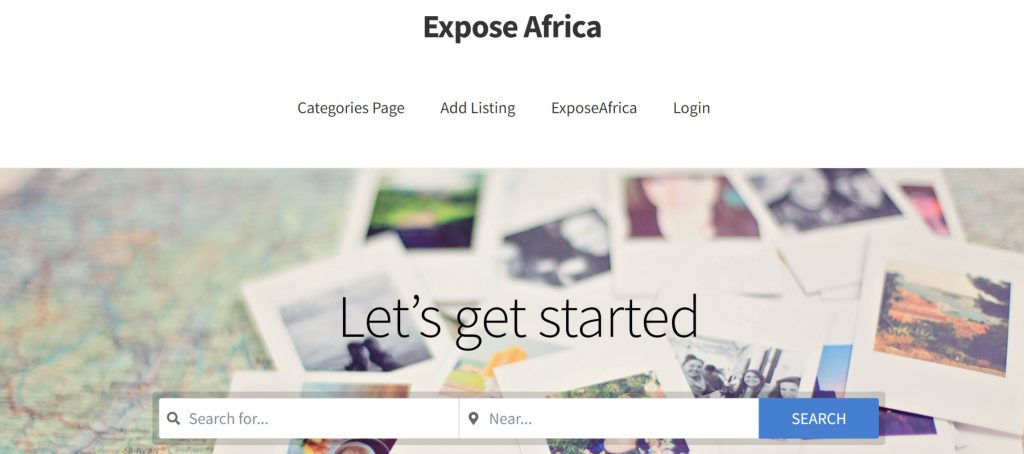 Expose Africa
Categories Page Add Listing ExposeAfrica Login
Let’s get started
Search for... Near... SEARCH